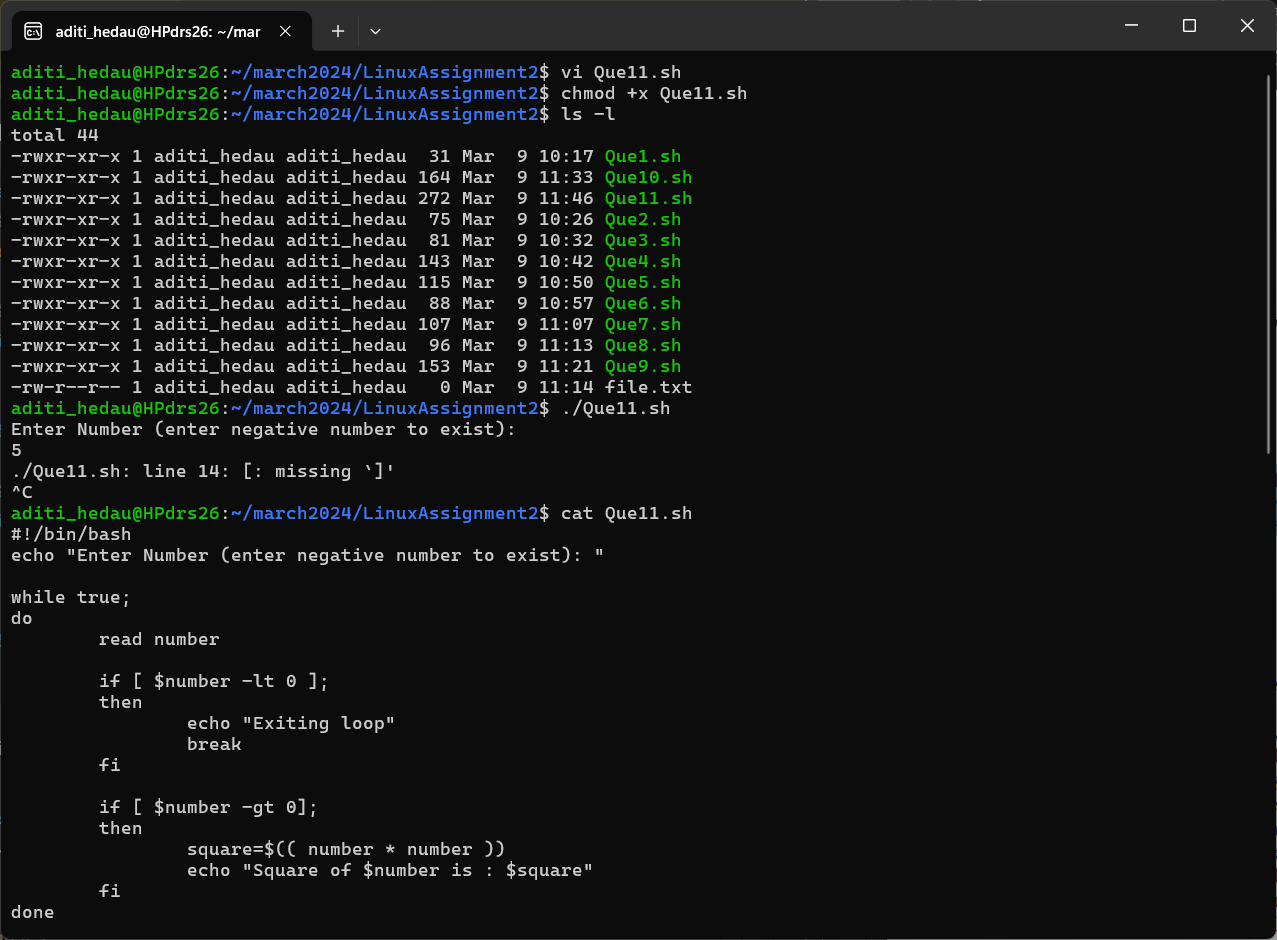 aditi_hedau@HPdrs26: ~/mar
aditi_hedau@HPdrs26:~/march2024/LinuxAssignment2$ vi Que11.sh
aditi_hedau@HPdrs26:~/march2024/LinuxAssignment2$ chmod +x Que11.sh
aditi_hedau@HPdrs26:~/march2024/LinuxAssignment2$ ls -l
total 44
-rwxr-xr-x 1 aditi_hedau aditi_hedau  31 Mar  9 10:17 Que1.sh
-rwxr-xr-x 1 aditi_hedau aditi_hedau 164 Mar  9 11:33 Que10.sh
-rwxr-xr-x 1 aditi_hedau aditi_hedau 272 Mar  9 11:46 Que11.sh
-rwxr-xr-x 1 aditi_hedau aditi_hedau  75 Mar  9 10:26 Que2.sh
-rwxr-xr-x 1 aditi_hedau aditi_hedau  81 Mar  9 10:32 Que3.sh
-rwxr-xr-x 1 aditi_hedau aditi_hedau 143 Mar  9 10:42 Que4.sh
-rwxr-xr-x 1 aditi_hedau aditi_hedau 115 Mar  9 10:50 Que5.sh
-rwxr-xr-x 1 aditi_hedau aditi_hedau  88 Mar  9 10:57 Que6.sh
-rwxr-xr-x 1 aditi_hedau aditi_hedau 107 Mar  9 11:07 Que7.sh
-rwxr-xr-x 1 aditi_hedau aditi_hedau  96 Mar  9 11:13 Que8.sh
-rwxr-xr-x 1 aditi_hedau aditi_hedau 153 Mar  9 11:21 Que9.sh
-rw-r--r-- 1 aditi_hedau aditi_hedau   0 Mar  9 11:14 file.txt
aditi_hedau@HPdrs26:~/march2024/LinuxAssignment2$ ./Que11.sh
Enter Number (enter negative number to exist):
5
./Que11.sh: line 14: [: missing `]'
^C
aditi_hedau@HPdrs26:~/march2024/LinuxAssignment2$ cat Que11.sh
#!/bin/bash
echo "Enter Number (enter negative number to exist): "

while true;
do
        read number

        if [ $number -lt 0 ];
        then
                echo "Exiting loop"
                break
        fi

        if [ $number -gt 0];
        then
                square=$(( number * number ))
                echo "Square of $number is : $square"
        fi
done